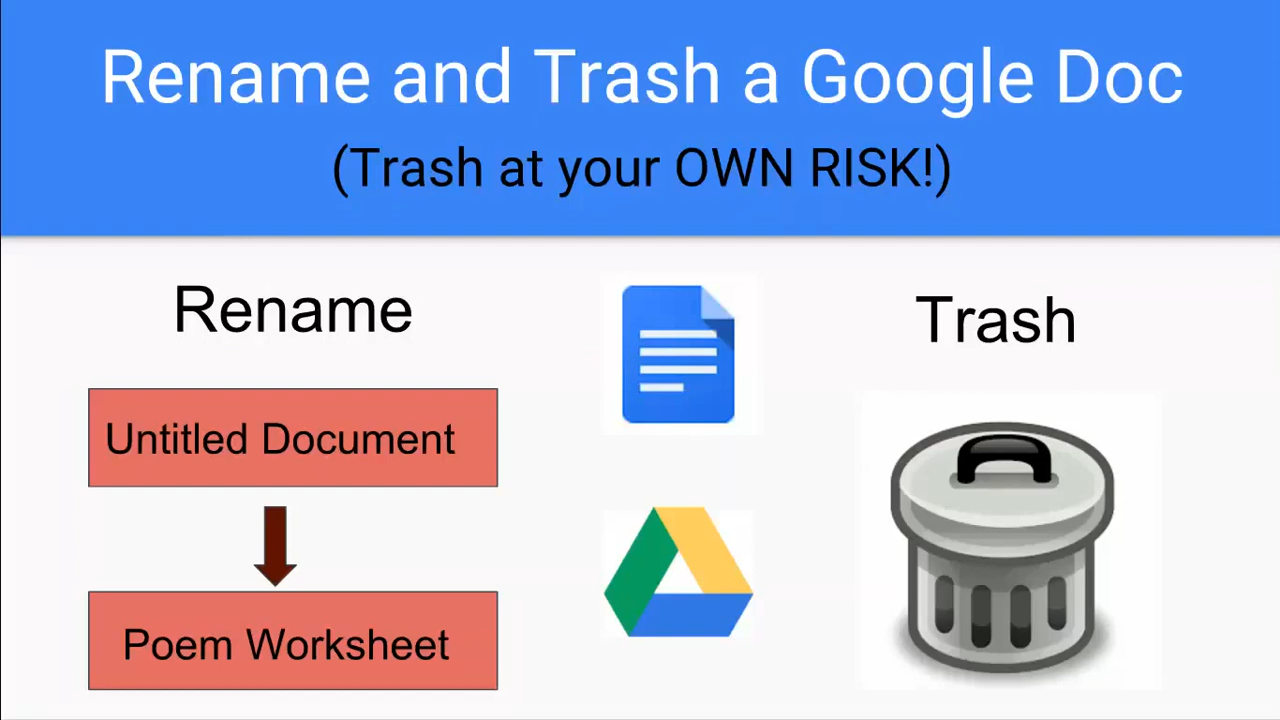 Rename and Trash a Google Doc
(Trash at your OWN RISK!)
Rename
Untitled Document
Poem Worksheet
Trash